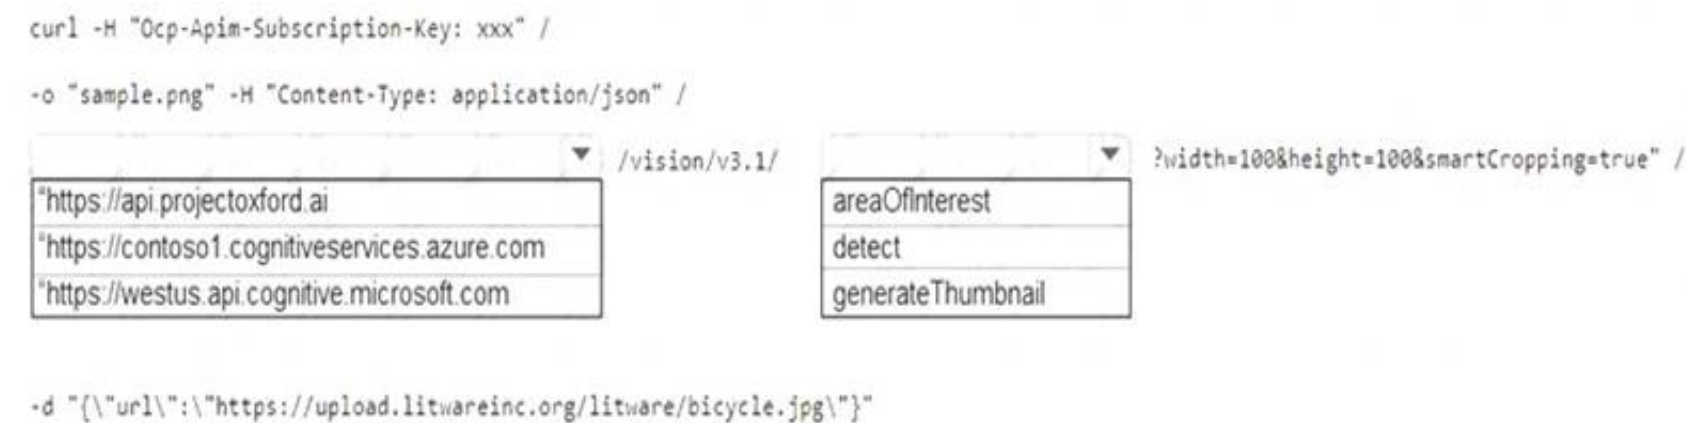 curl -H "Ocp-Apim-Subscription-Key: xxx" /
-o "sample.png" -H "Content-Type: application/json" /
/vision/v3.1/ ?width=100&height=100&smartCropping=true" /
"https://api.projectoxford.ai
"https://contoso1.cognitiveservices.azure.com
"https://westus.api.cognitive.microsoft.com
areaOfInterest
detect
generateThumbnail
-d "{\"url\":\"https://upload.litwareinc.org/litware/bicycle.jpg\"}"